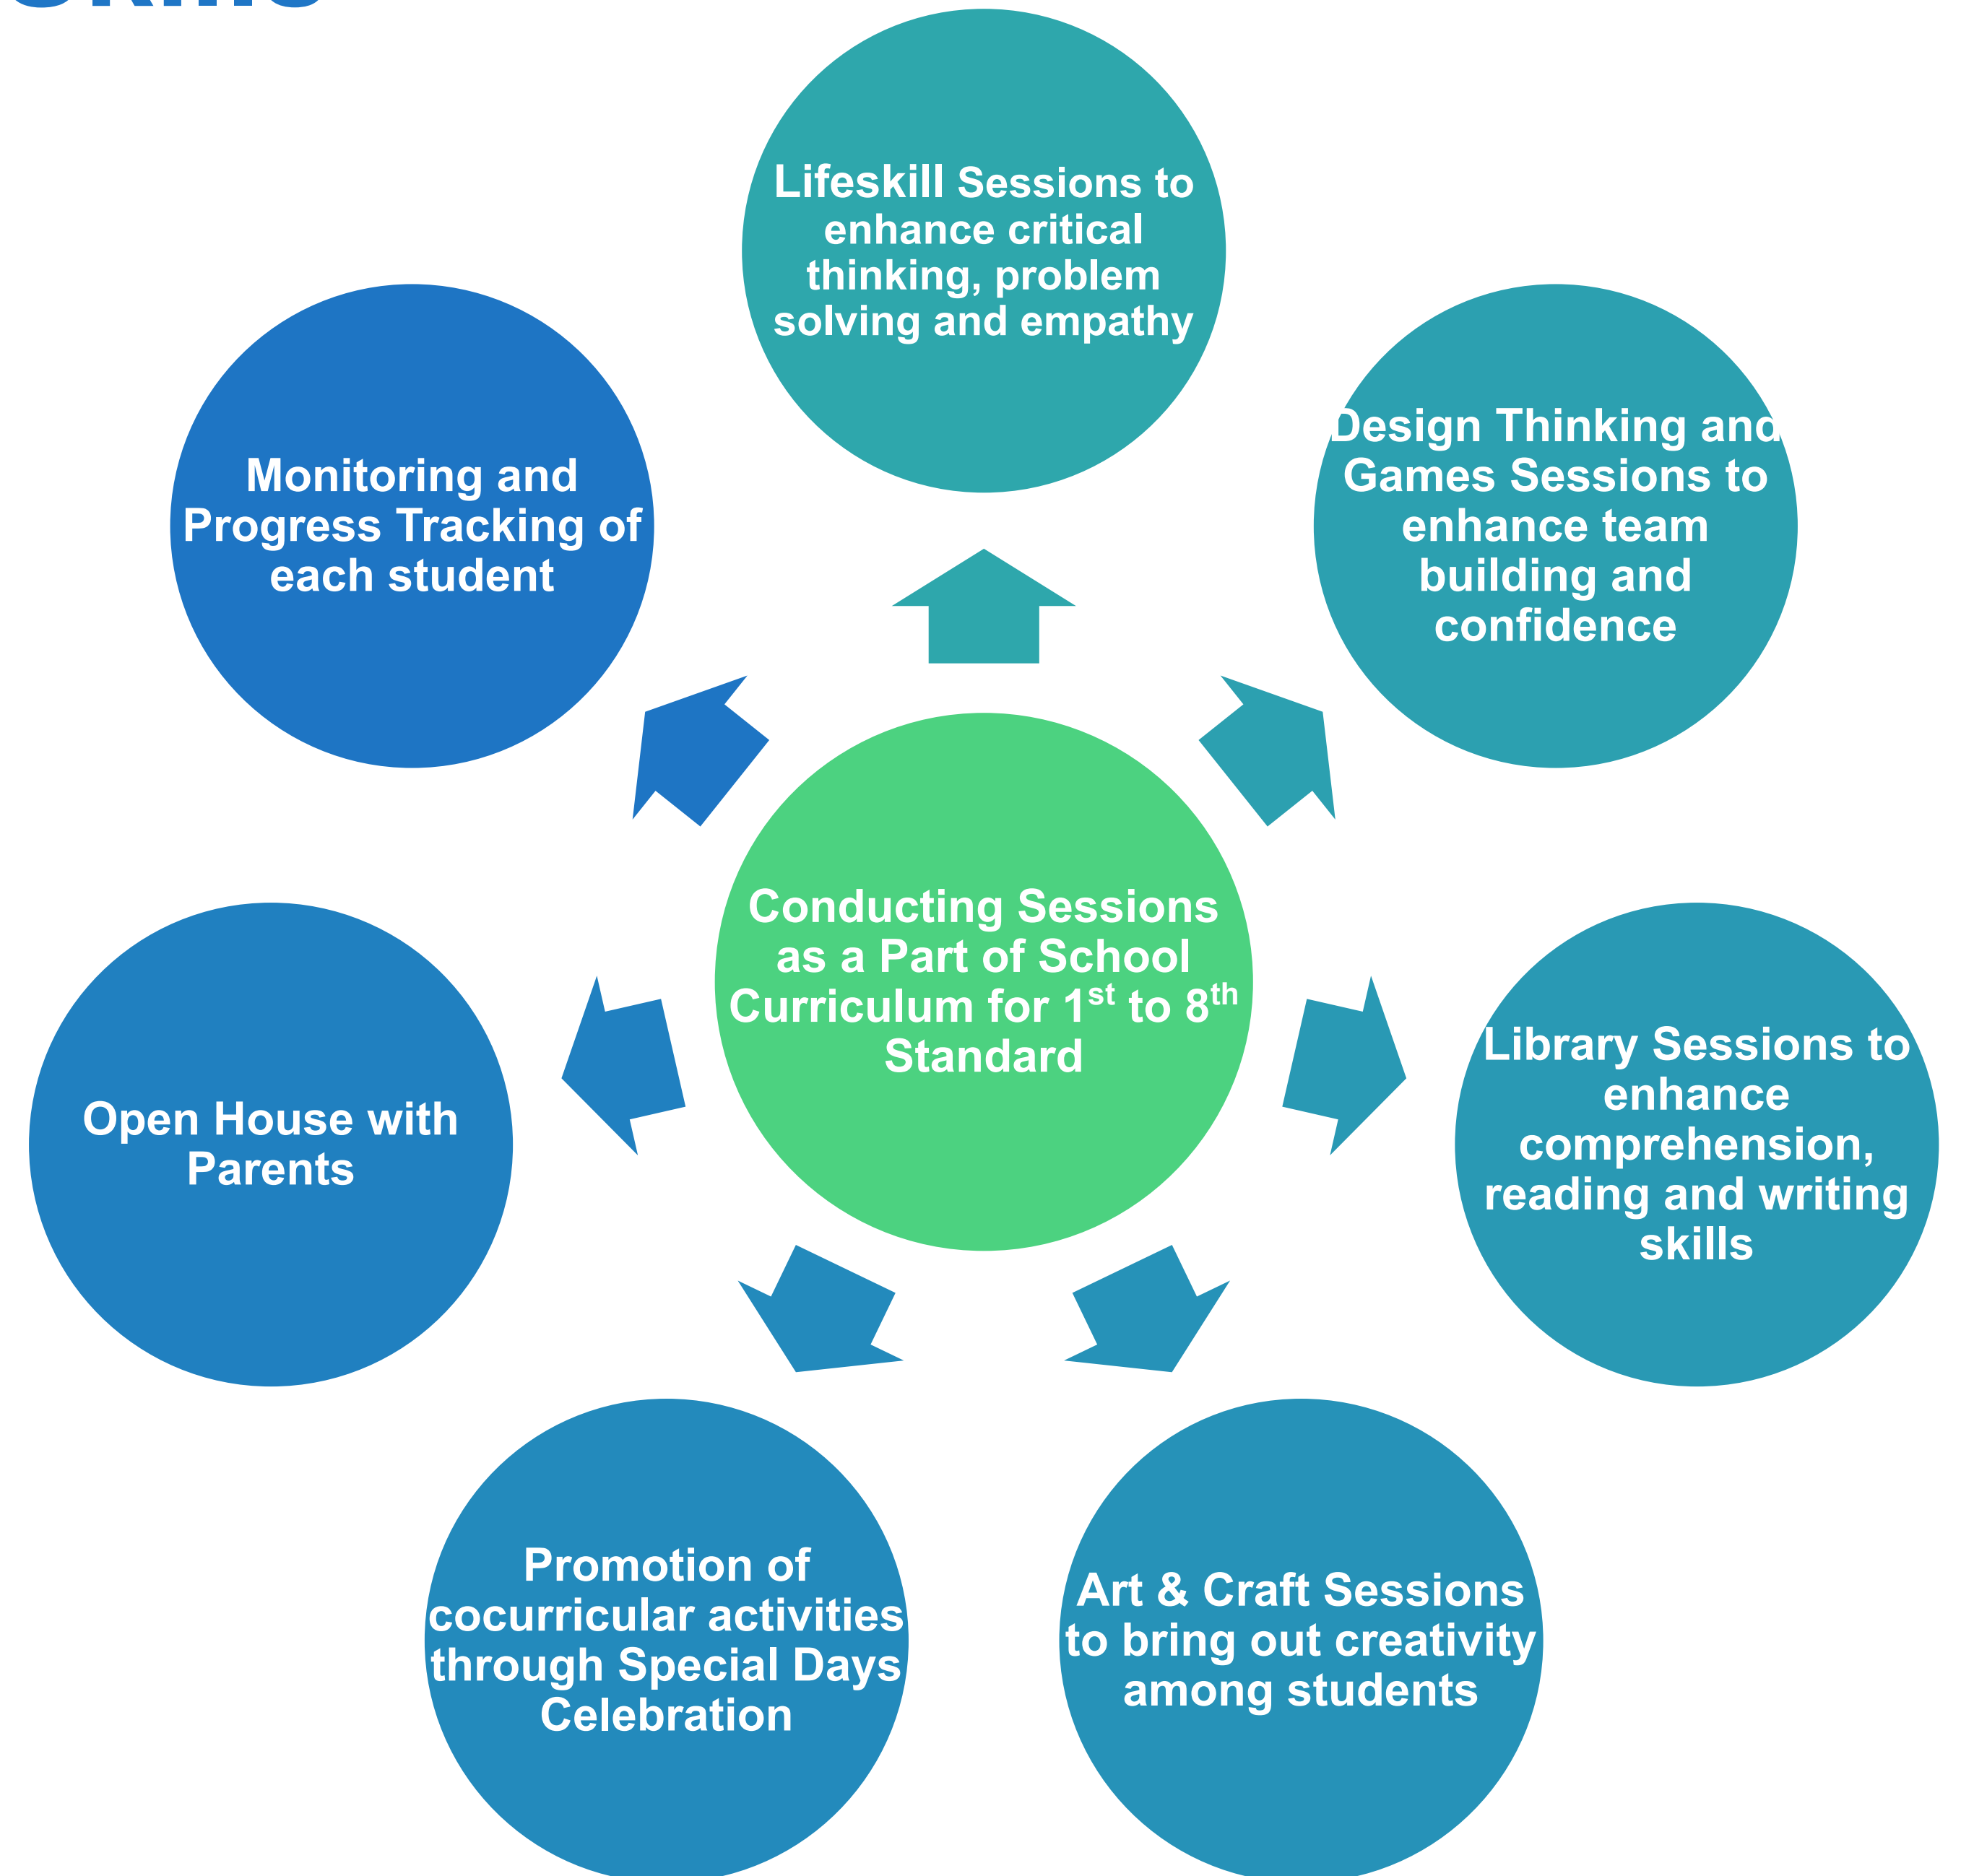 Lifeskill Sessions to
enhance critical
thinking, problem
solving and empathy
Design Thinking and
Games Sessions to
enhance team
building and
confidence
Library Sessions to
enhance
comprehension,
reading and writing
skills
Art & Craft Sessions
to bring out creativity
among students
Promotion of
cocurricular activities
through Special Days
Celebration
Open House with
Parents
Monitoring and
Progress Tracking of
each student
Conducting Sessions
as a Part of School
Curriculum for 1st to 8th
Standard